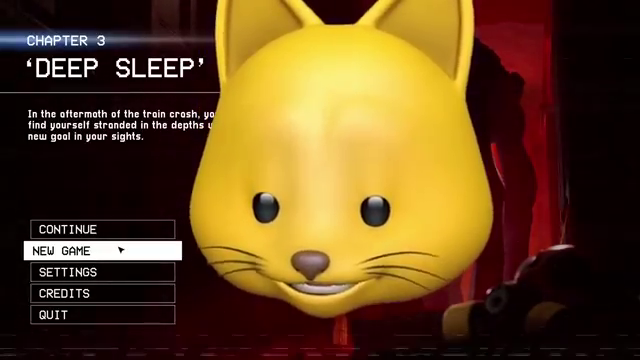 CHAPTER 3
‘DEEP SLEEP’
In the aftermath of the train crash,
find yourself stranded in the depths
new goal in your sights.
CONTINUE
NEW GAME
SETTINGS
CREDITS
QUIT